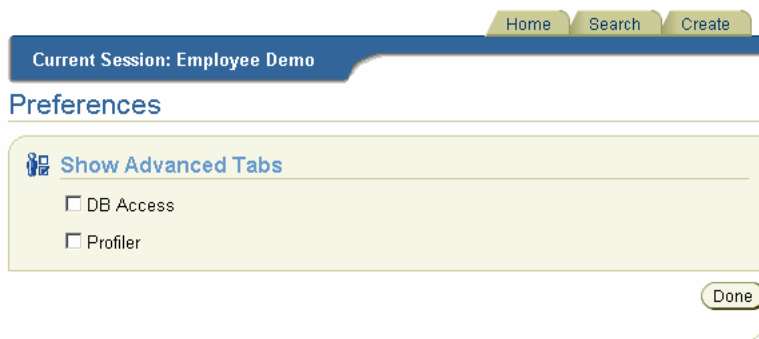 Home Search Create
Current Session: Employee Demo
Preferences
Show Advanced Tabs
DB Access
Profiler
Done